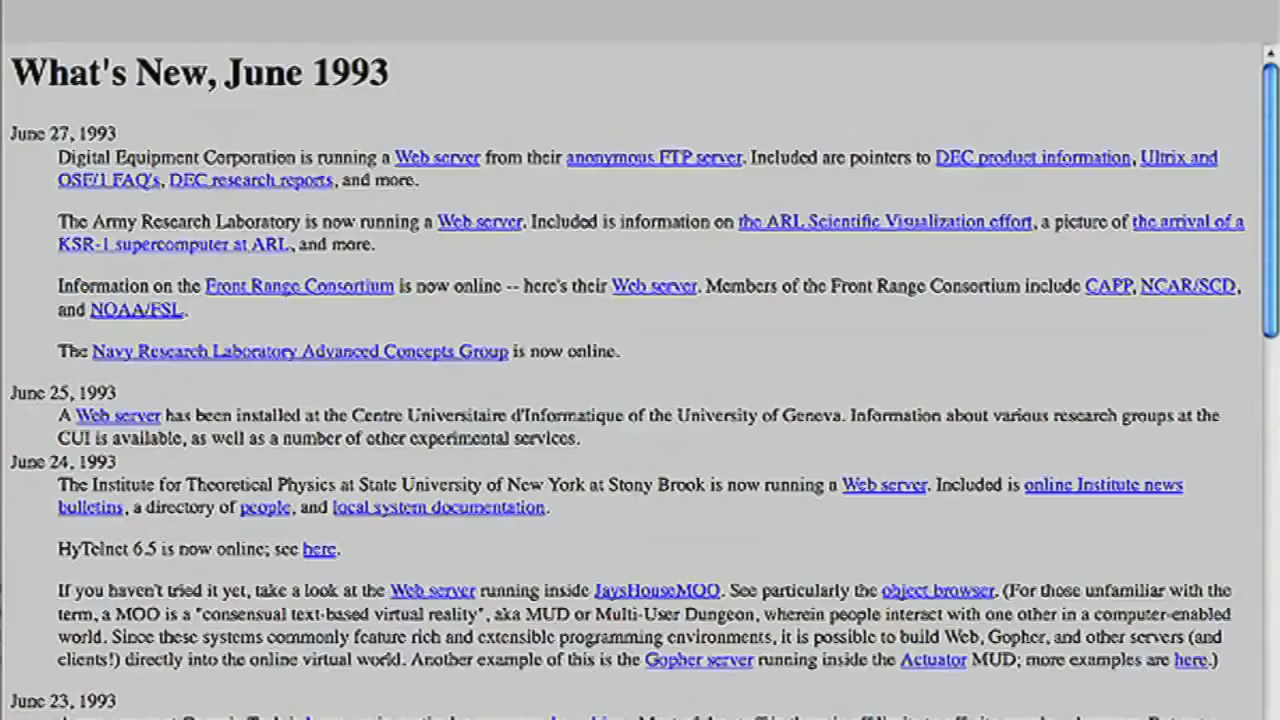 What's New, June 1993
June 27, 1993
Digital Equipment Corporation is running a Web server from their anonymous FTP server. Included are pointers to DEC product information, Ultrix and
OSF/1 FAQ's, DEC research reports, and more.
The Army Research Laboratory is now running a Web server. Included is information on the ARL Scientific Visualization effort, a picture of the arrival of a
KSR-1 supercomputer at ARL, and more.
Information on the Front Range Consortium is now online -- here's their Web server. Members of the Front Range Consortium include CAPP, NCAR/SCD,
and NOAA/FSL.
The Navy Research Laboratory Advanced Concepts Group is now online.
June 25, 1993
A Web server has been installed at the Centre Universitaire d'Informatique of the University of Geneva. Information about various research groups at the
CUI is available, as well as a number of other experimental services.
June 24, 1993
The Institute for Theoretical Physics at State University of New York at Stony Brook is now running a Web server. Included is online Institute news
bulletins, a directory of people, and local system documentation.
HyTelnet 6.5 is now online; see here.
If you haven't tried it yet, take a look at the Web server running inside JaysHouseMOO. See particularly the object browser. (For those unfamiliar with the
term, a MOO is a "consensual text-based virtual reality", aka MUD or Multi-User Dungeon, wherein people interact with one other in a computer-enabled
world. Since these systems commonly feature rich and extensible programming environments, it is possible to build Web, Gopher, and other servers (and
clients!) directly into the online virtual world. Another example of this is the Gopher server running inside the Actuator MUD; more examples are here.)
June 23, 1993